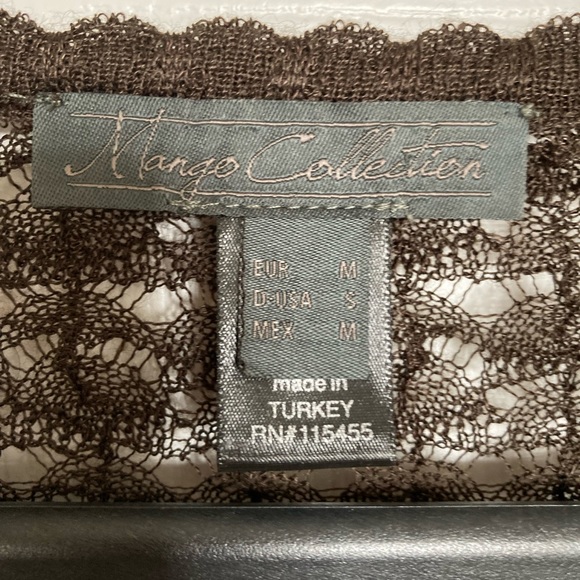 Mango Collection
EUR M
D-USA S
MEX M
made in
TURKEY
RN#115455